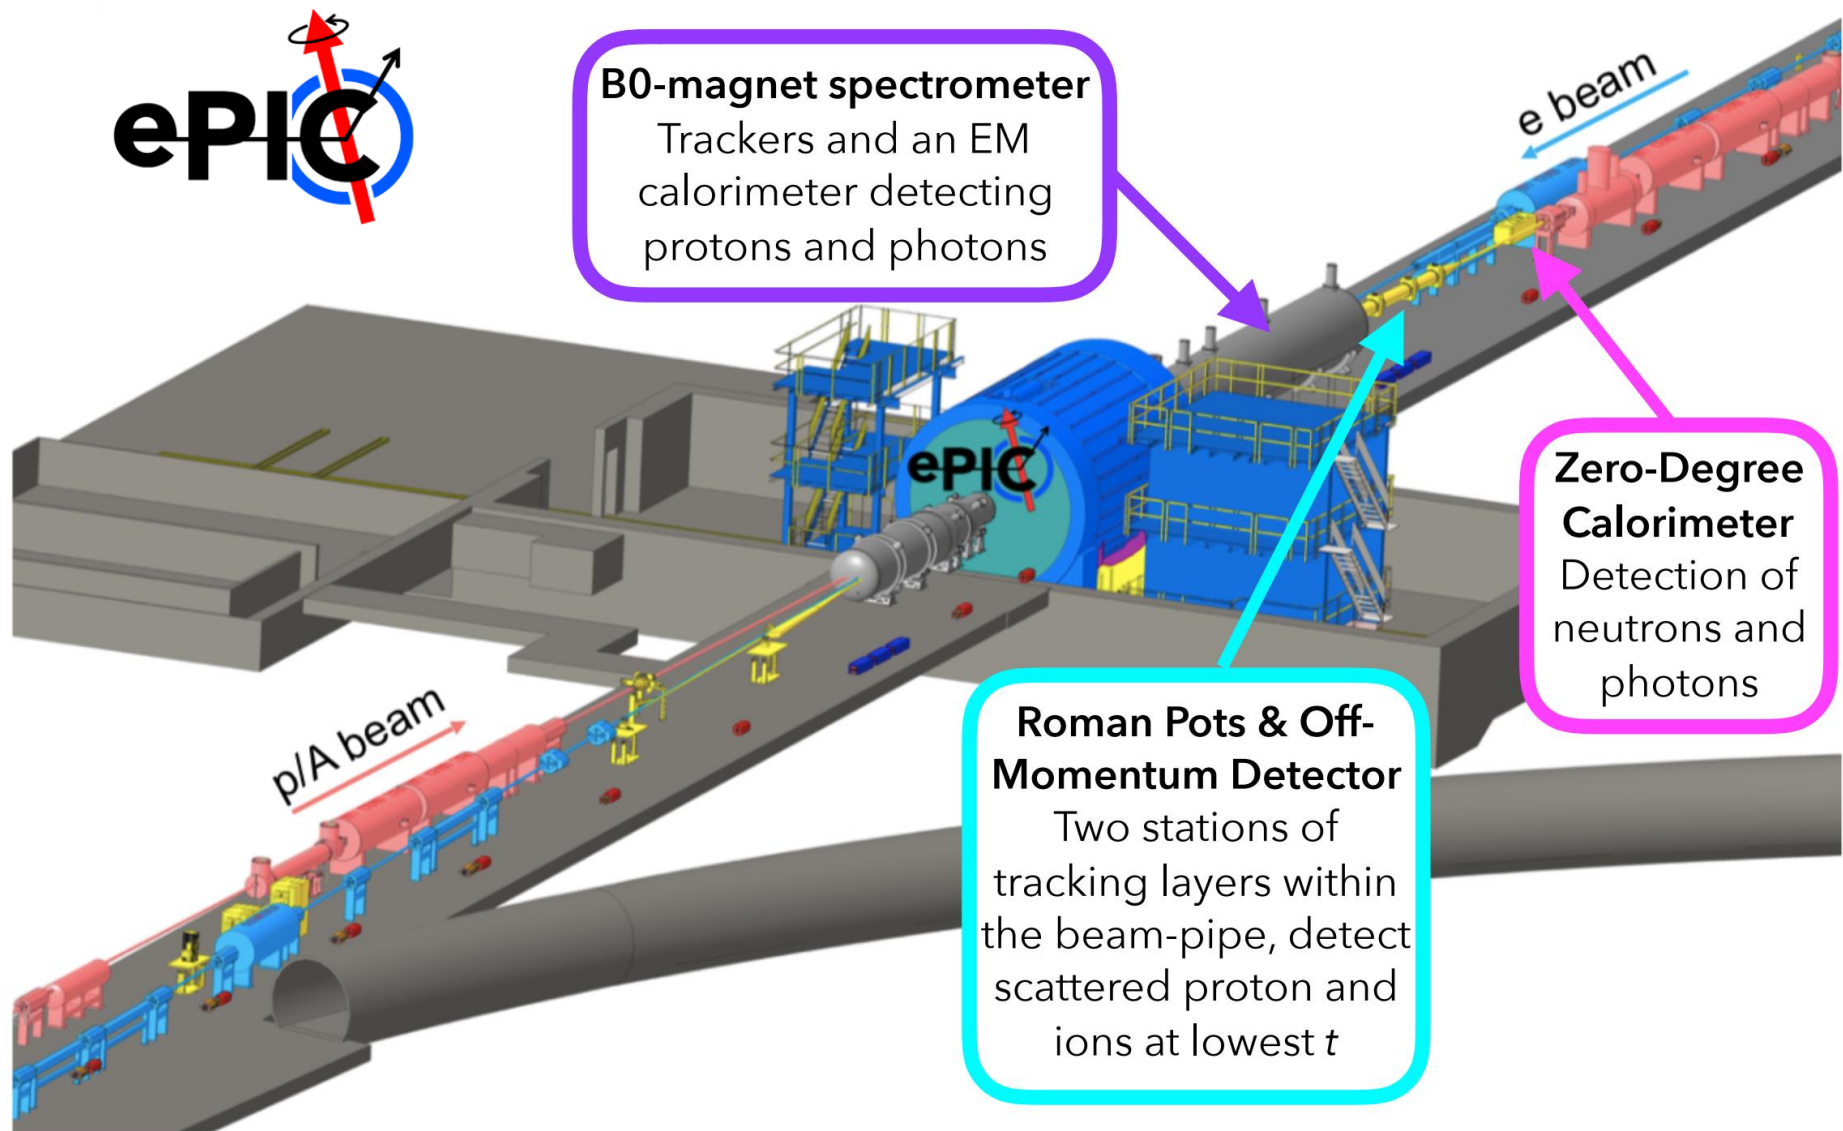 ePIC
B0-magnet spectrometer
Trackers and an EM
calorimeter detecting
protons and photons
e beam
ePIC
Zero-Degree
Calorimeter
Detection of
neutrons and
photons
p/A beam
Roman Pots & Off-
Momentum Detector
Two stations of
tracking layers within
the beam-pipe, detect
scattered proton and
ions at lowest t